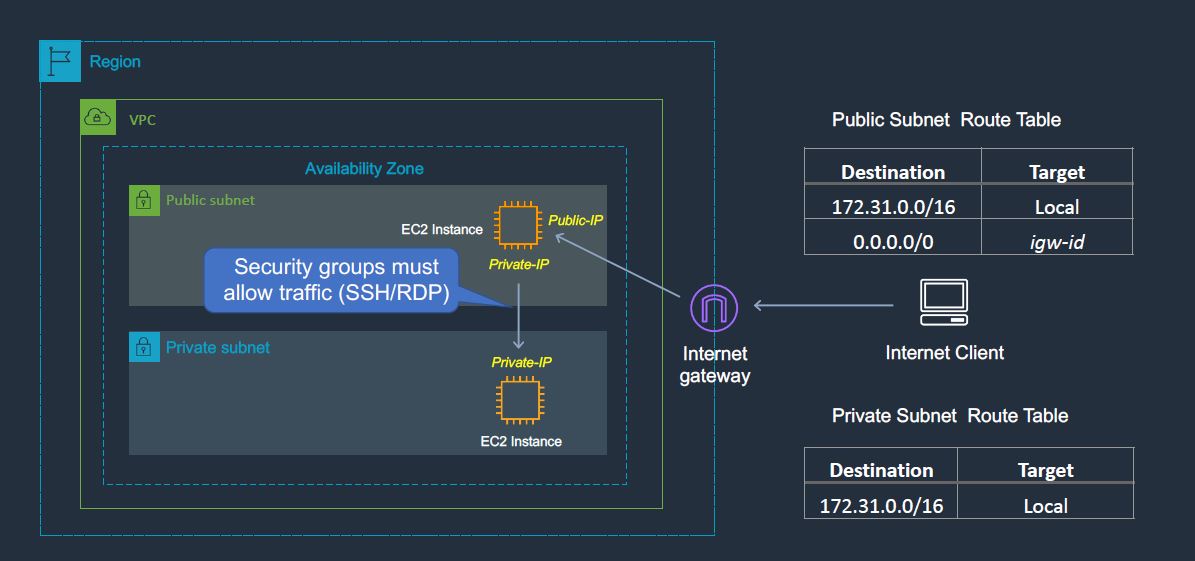 Region
VPC
Availability Zone
Public subnet
EC2 Instance
Public-IP
Private-IP
Security groups must
allow traffic (SSH/RDP)
Private subnet
Private-IP
EC2 Instance
Internet
gateway
Internet Client
Public Subnet Route Table
Destination Target
172.31.0.0/16 Local
0.0.0.0/0 igw-id
Private Subnet Route Table
Destination Target
172.31.0.0/16 Local